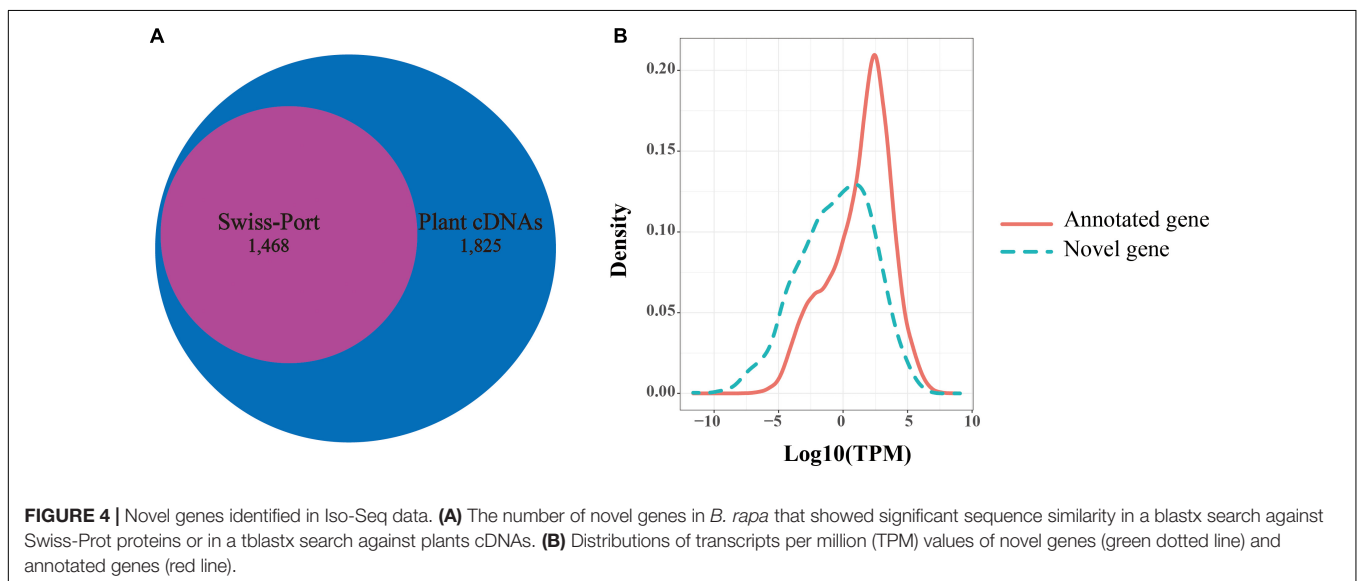 A
Swiss-Port
1,468
Plant cDNAs
1,825
B
0.20
0.15
0.10
0.05
0.00
Density
−10
−5
0
5
10
Log10(TPM)
Annotated gene
Novel gene
FIGURE 4 | Novel genes identified in Iso-Seq data. (A) The number of novel genes in B. rapa that showed significant sequence similarity in a blastx search against
Swiss-Prot proteins or in a tblastx search against plants cDNAs. (B) Distributions of transcripts per million (TPM) values of novel genes (green dotted line) and
annotated genes (red line).